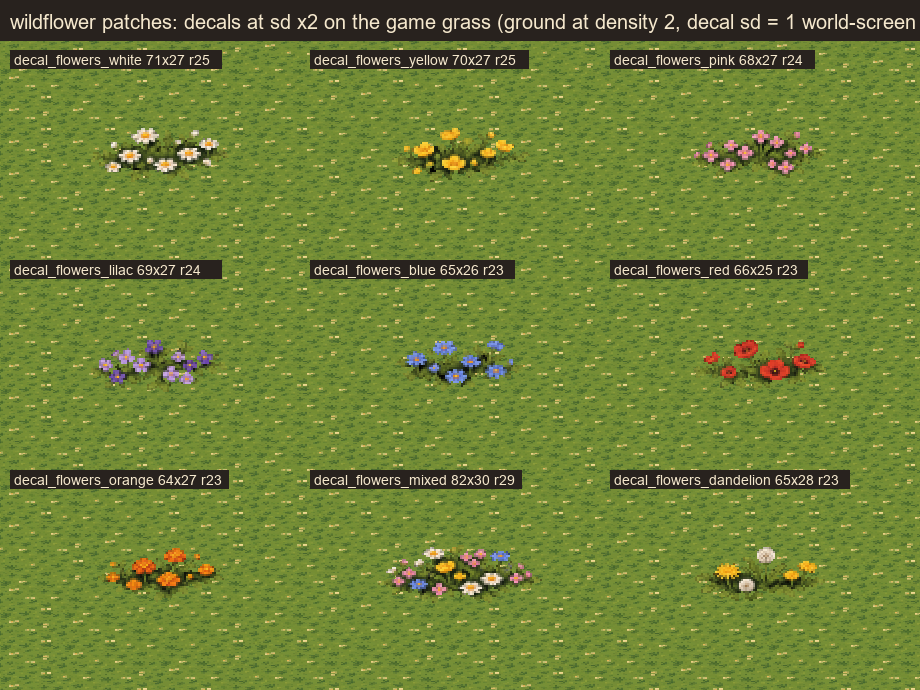 wildflower patches: decals at sd x2 on the game grass (ground at density 2, decal sd = 1 world-screen
decal_flowers_white 71x27 r25
decal_flowers_yellow 70x27 r25
decal_flowers_pink 68x27 r24
decal_flowers_lilac 69x27 r24
decal_flowers_blue 65x26 r23
decal_flowers_red 66x25 r23
decal_flowers_orange 64x27 r23
decal_flowers_mixed 82x30 r29
decal_flowers_dandelion 65x28 r23